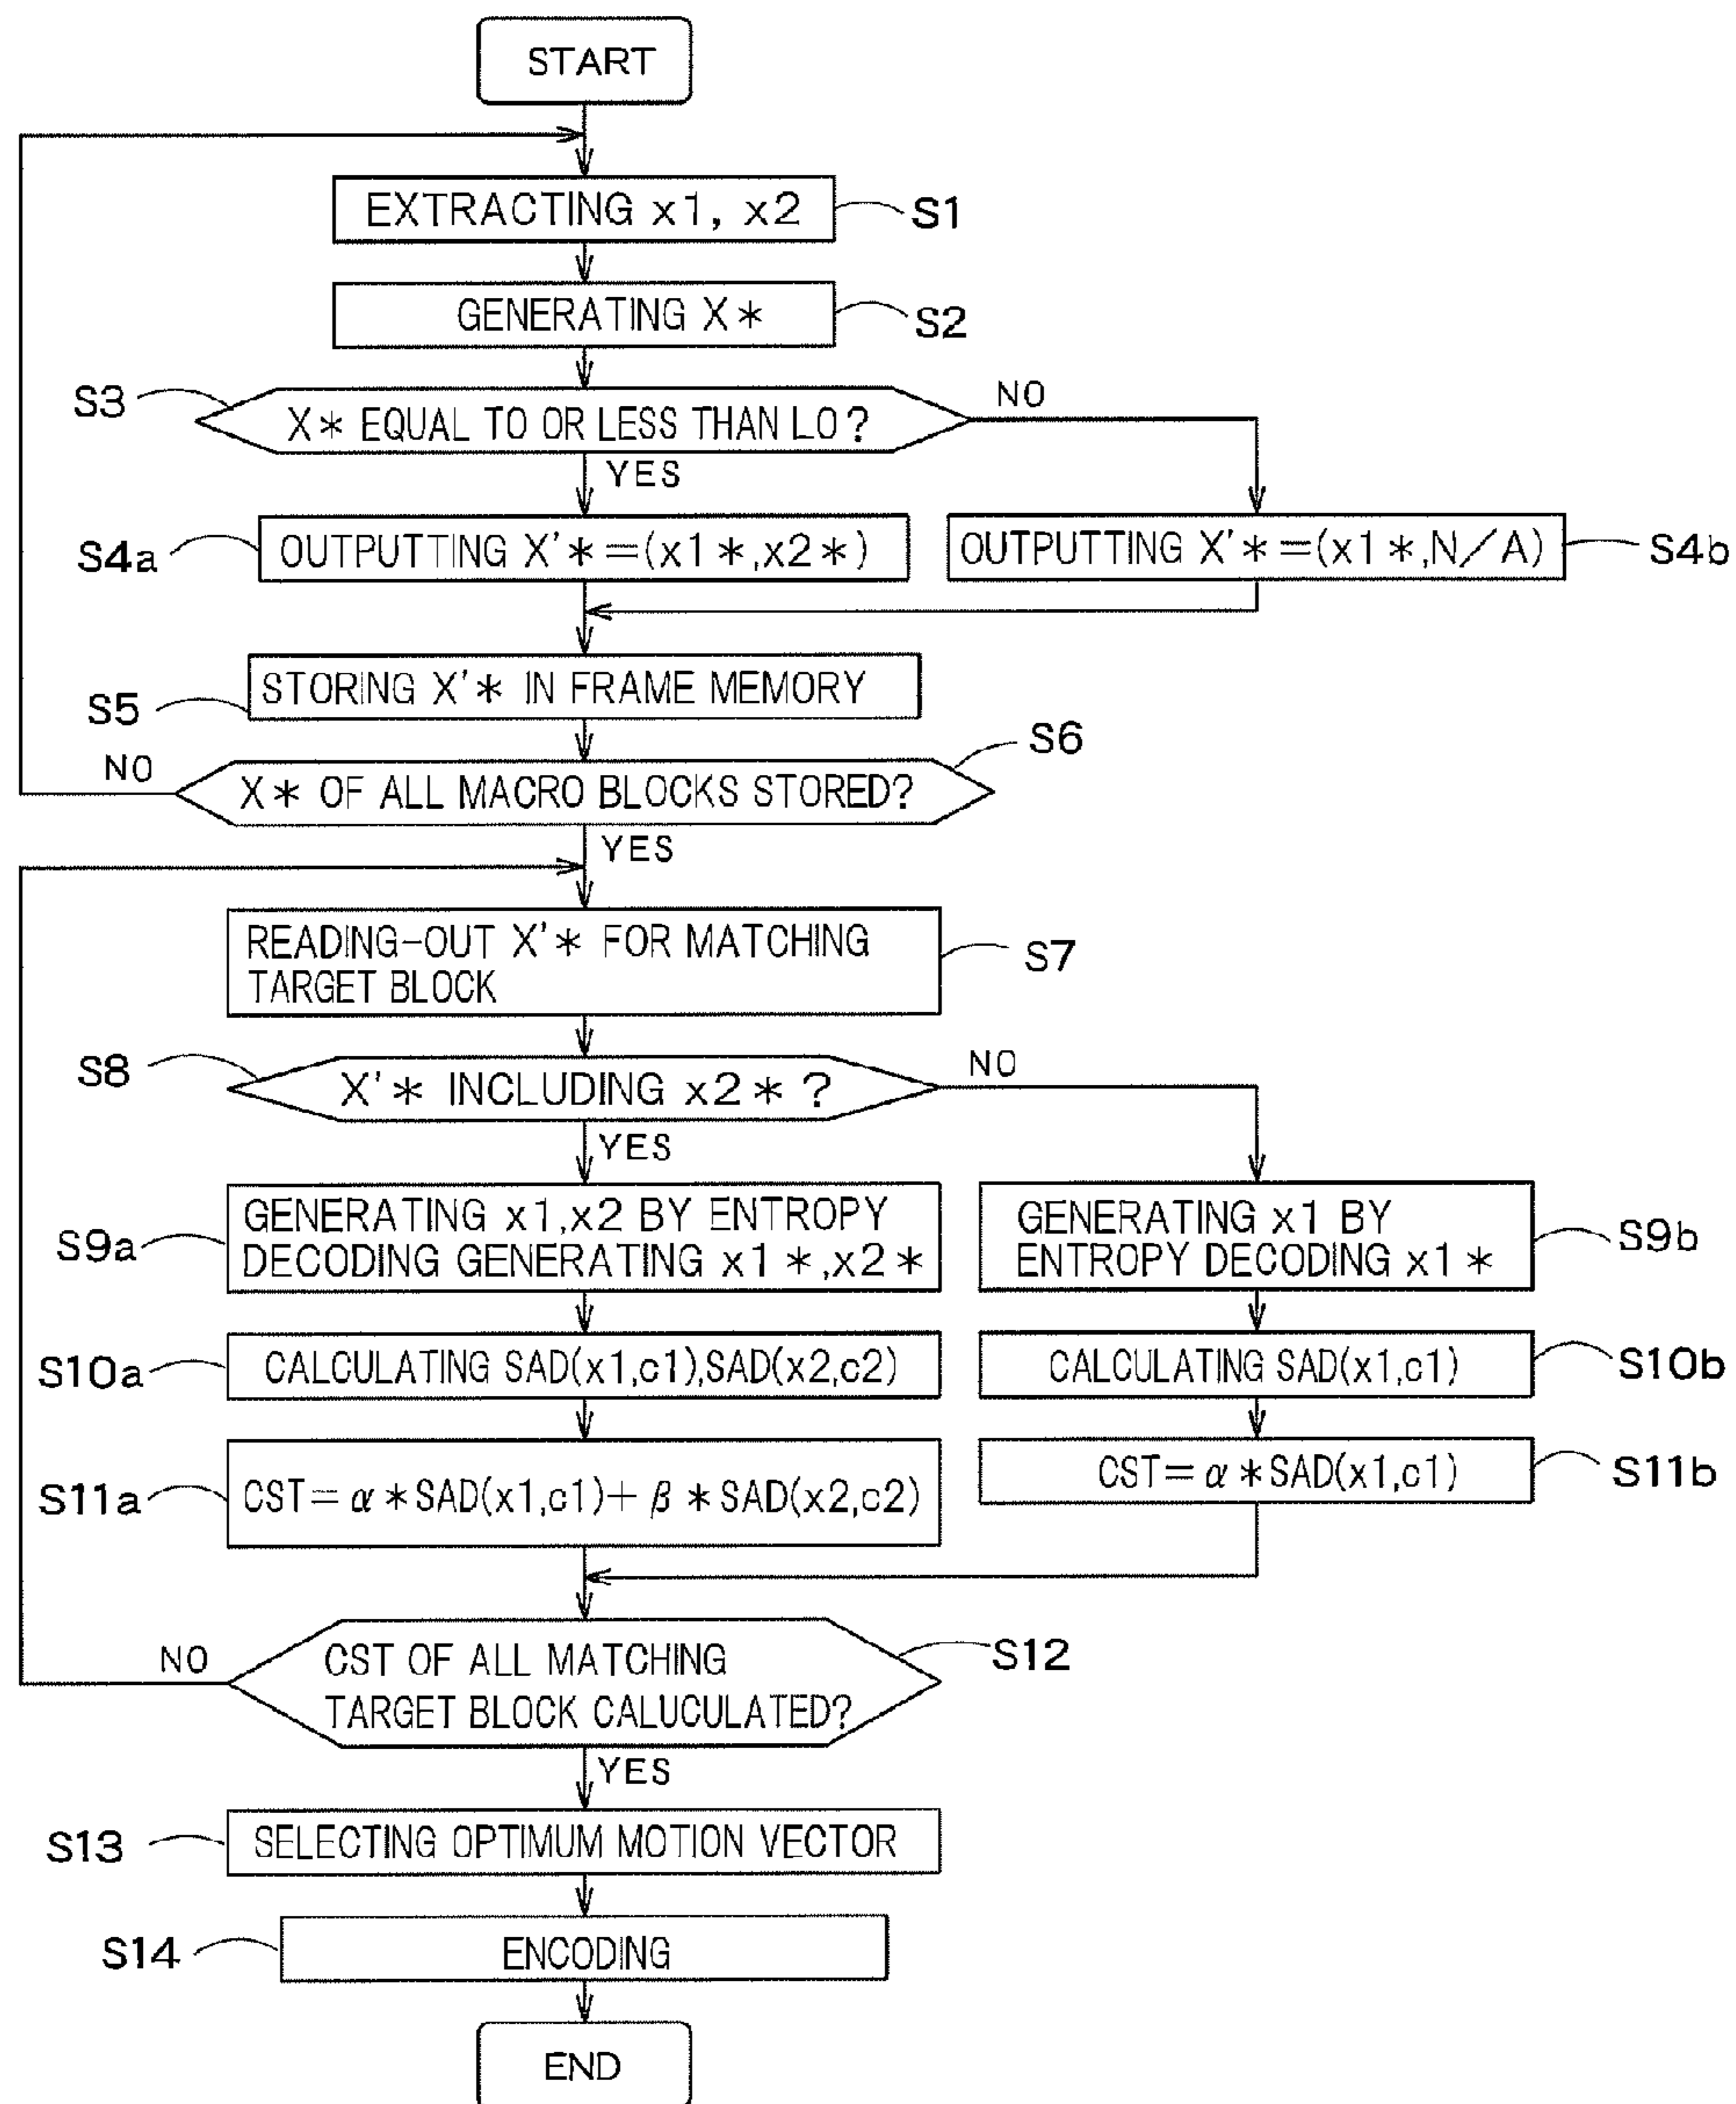 START
EXTRACTING x1, x2
S1
GENERATING X*
S2
S3
X* EQUAL TO OR LESS THAN L0?
NO
YES
S4a
OUTPUTTING X'*=(x1*,x2*)
OUTPUTTING X'*=(x1*,N/A)
S4b
S5
STORING X'* IN FRAME MEMORY
S6
NO
X* OF ALL MACRO BLOCKS STORED?
YES
READING-OUT X'* FOR MATCHING
TARGET BLOCK
S7
S8
X'* INCLUDING x2*?
NO
YES
S9a
GENERATING x1,x2 BY ENTROPY
DECODING GENERATING x1*,x2*
GENERATING x1 BY
ENTROPY DECODING x1*
S9b
S10a
CALCULATING SAD(x1,c1),SAD(x2,c2)
CALCULATING SAD(x1,c1)
S10b
S11a
CST=α*SAD(x1,c1)+β*SAD(x2,c2)
CST=α*SAD(x1,c1)
S11b
NO
CST OF ALL MATCHING
TARGET BLOCK CALUCULATED?
S12
YES
S13
SELECTING OPTIMUM MOTION VECTOR
S14
ENCODING
END